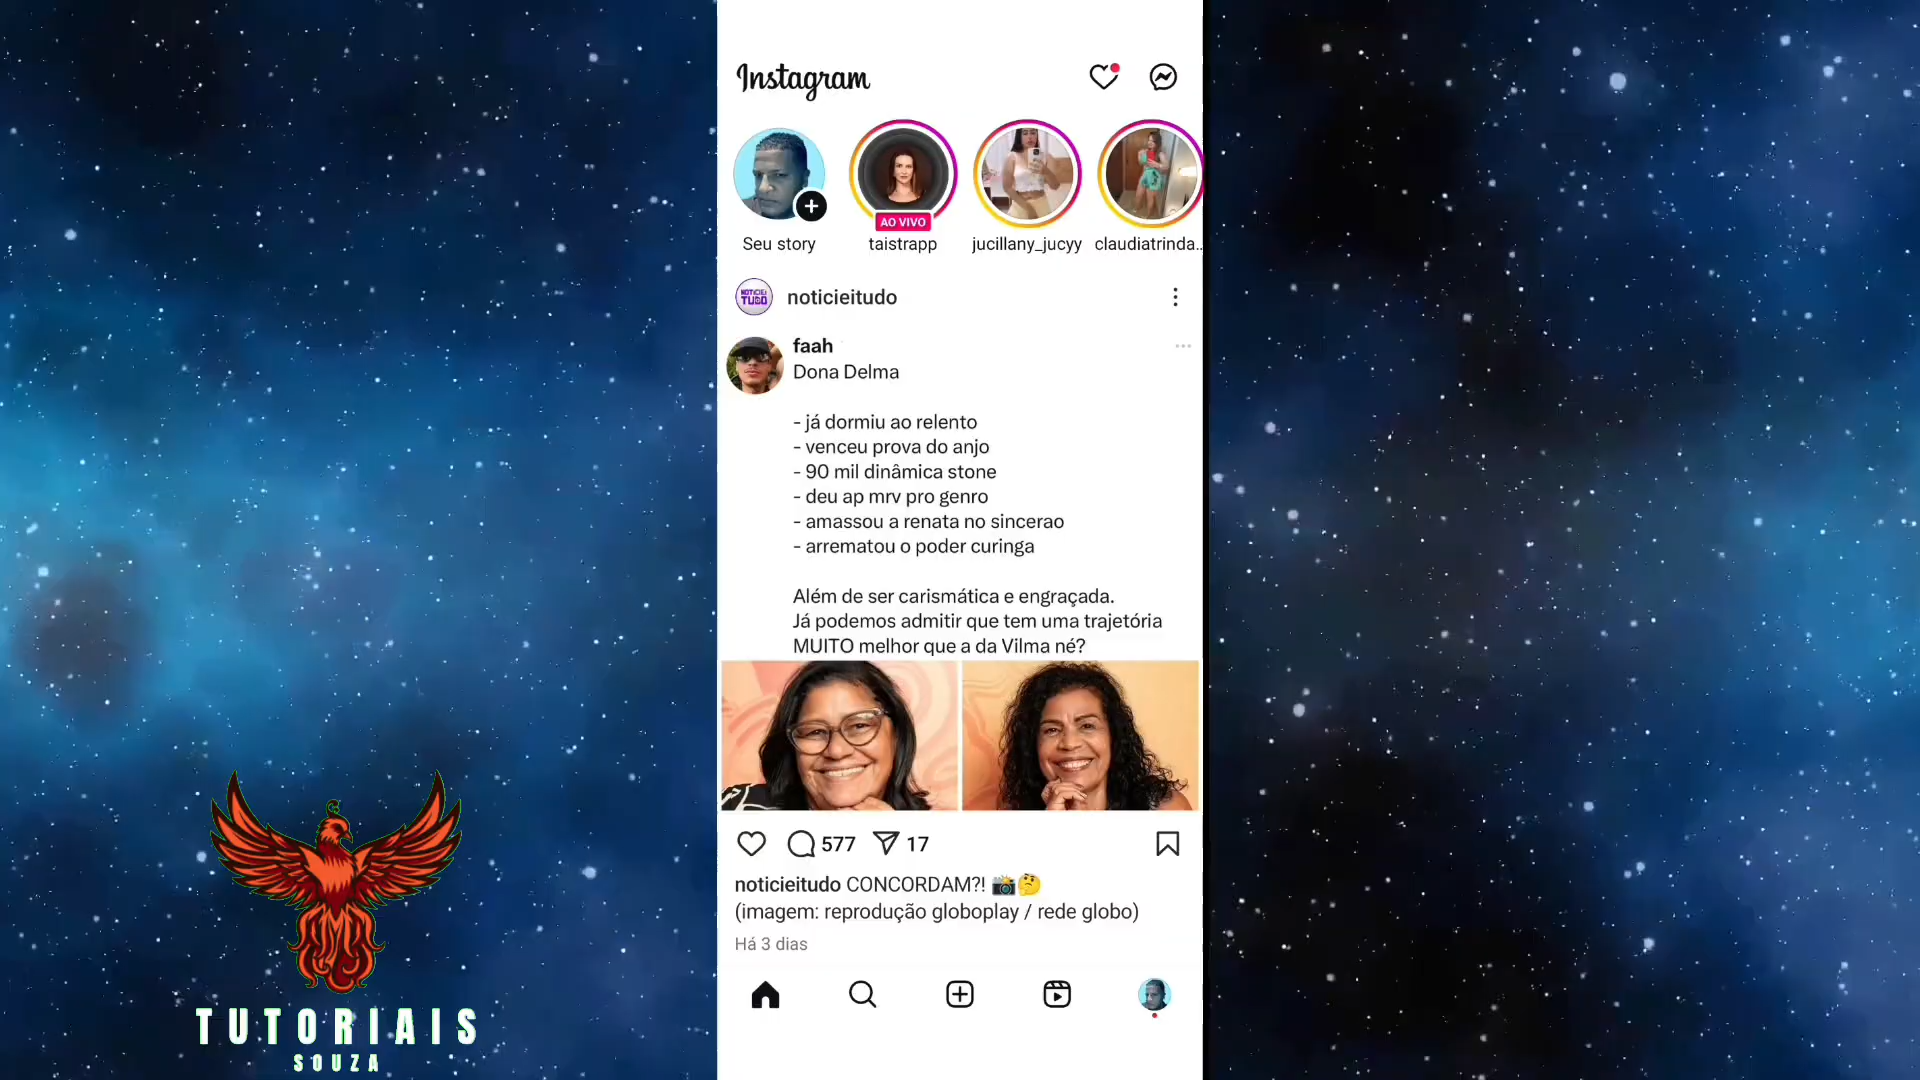 Instagram
AO VIVO
Seu story
taistrapp
jucillany_jucyy
claudiatrinda..
NOTICIEI
TUDO
noticieitudo
faah
Dona Delma
- já dormiu ao relento
- venceu prova do anjo
- 90 mil dinâmica stone
- deu ap mrv pro genro
- amassou a renata no sincerao
- arrematou o poder curinga
Além de ser carismática e engraçada.
Já podemos admitir que tem uma trajetória
MUITO melhor que a da Vilma né?
577
17
noticieitudo CONCORDAM?! 📸🤔
(imagem: reprodução globoplay / rede globo)
Há 3 dias
TUTORIAIS
SOUZA